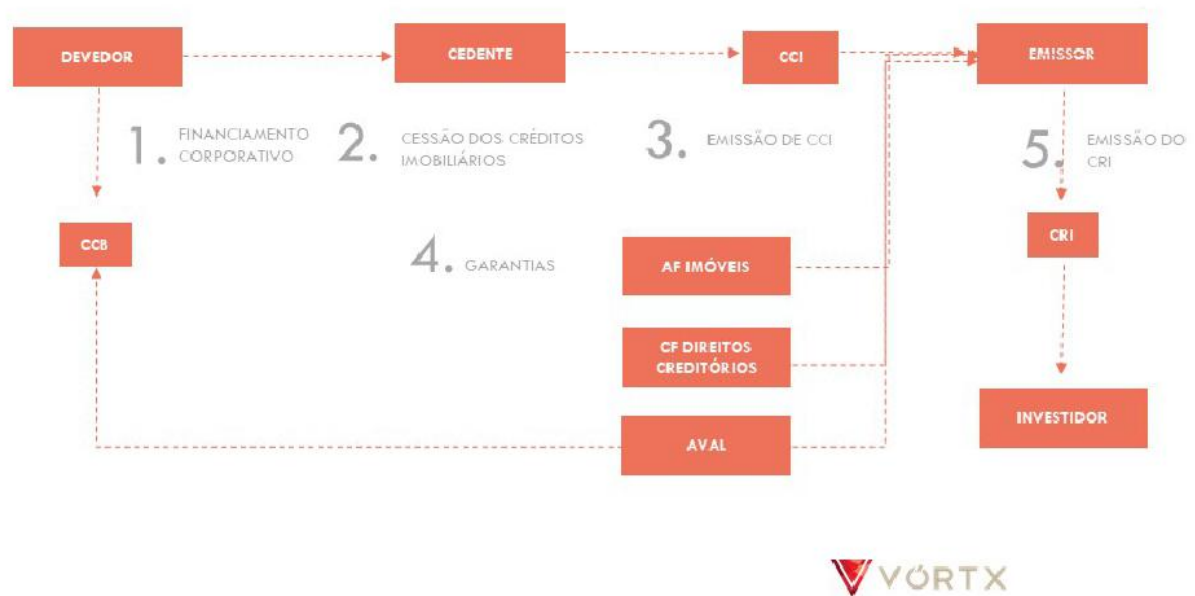 DEVEDOR
CEDENTE
CCI
EMISSOR
1. FINANCIAMENTO
CORPORATIVO
2. CESSÃO DOS CRÉDITOS
IMOBILIÁRIOS
3. EMISSÃO DE CCI
5. EMISSÃO DO
CRI
CCB
CRI
4. GARANTIAS
AF IMÓVEIS
CF DIREITOS
CREDITÓRIOS
AVAL
INVESTIDOR
VÓRTX